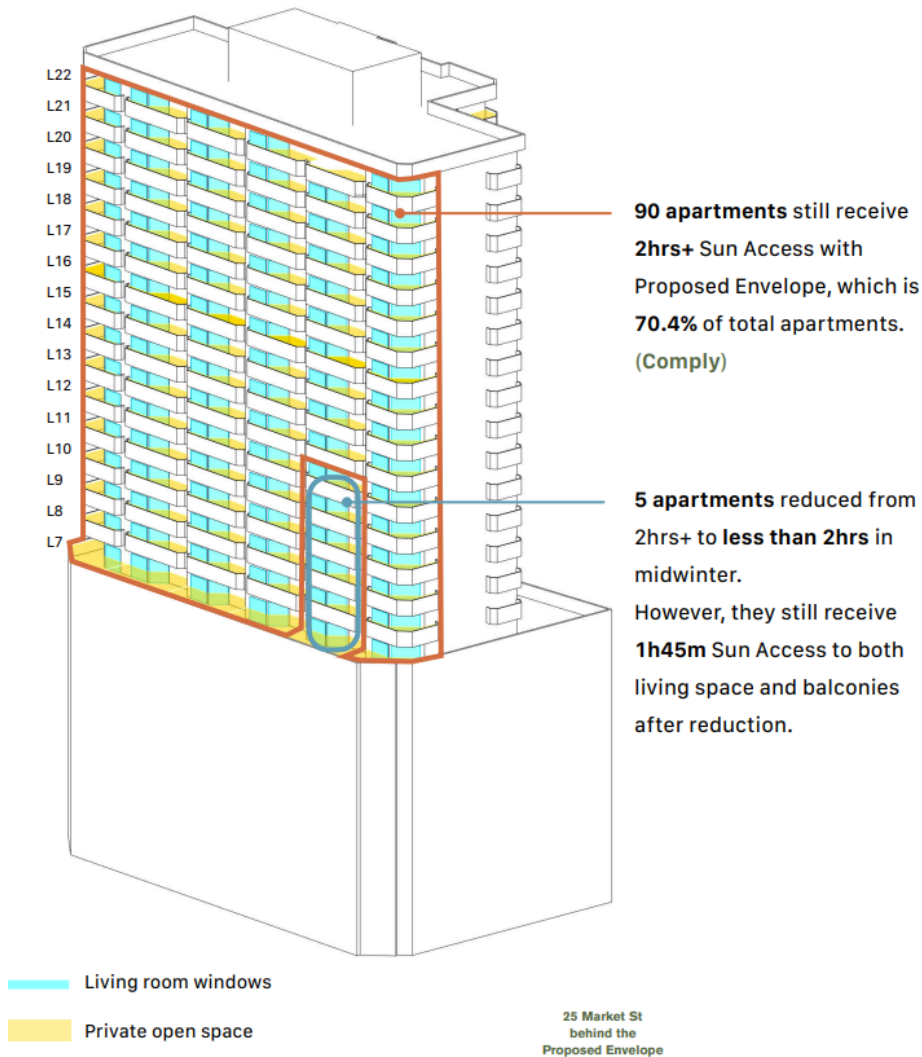 L22
L21
L20
L19
L18
L17
L16
L15
L14
L13
L12
L11
L10
L9
L8
L7
90 apartments still receive
2hrs+ Sun Access with
Proposed Envelope, which is
70.4% of total apartments.
(Comply)
5 apartments reduced from
2hrs+ to less than 2hrs in
midwinter.
However, they still receive
1h45m Sun Access to both
living space and balconies
after reduction.
Living room windows
Private open space
25 Market St
behind the
Proposed Envelope